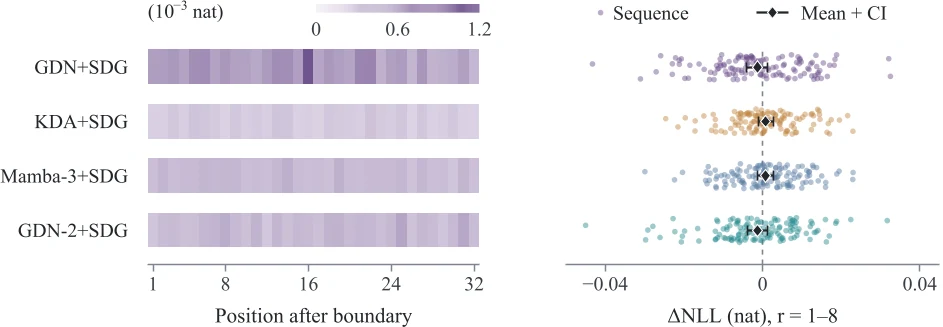 (10⁻³ nat)
0 0.6 1.2
GDN+SDG
KDA+SDG
Mamba-3+SDG
GDN-2+SDG
1 8 16 24 32
Position after boundary
Sequence Mean + CI
−0.04 0 0.04
ΔNLL (nat), r = 1–8